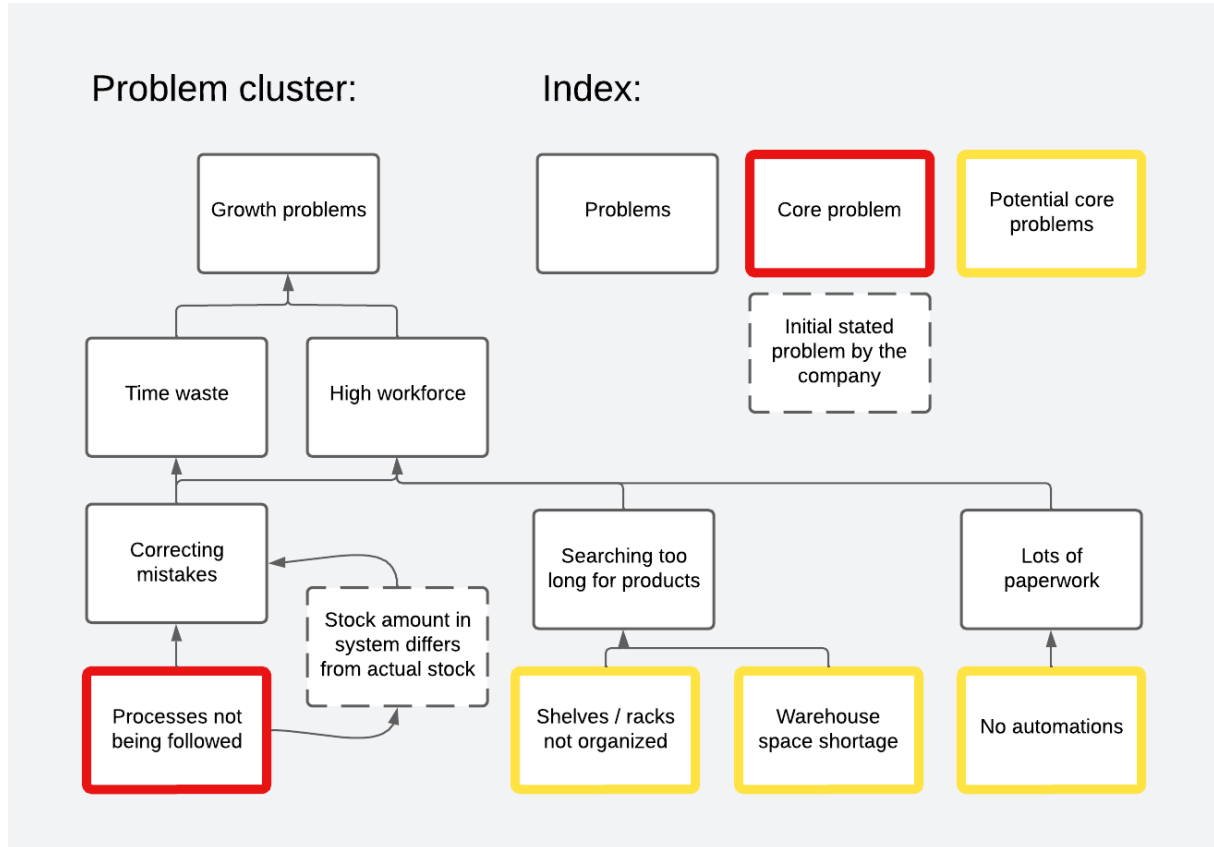 Problem cluster:
Index:
Growth problems
Problems
Core problem
Potential core
problems
Initial stated
problem by the
company
Time waste
High workforce
Correcting
mistakes
Searching too
long for products
Lots of
paperwork
Stock amount in
system differs
from actual stock
Processes not
being followed
Shelves / racks
not organized
Warehouse
space shortage
No automations